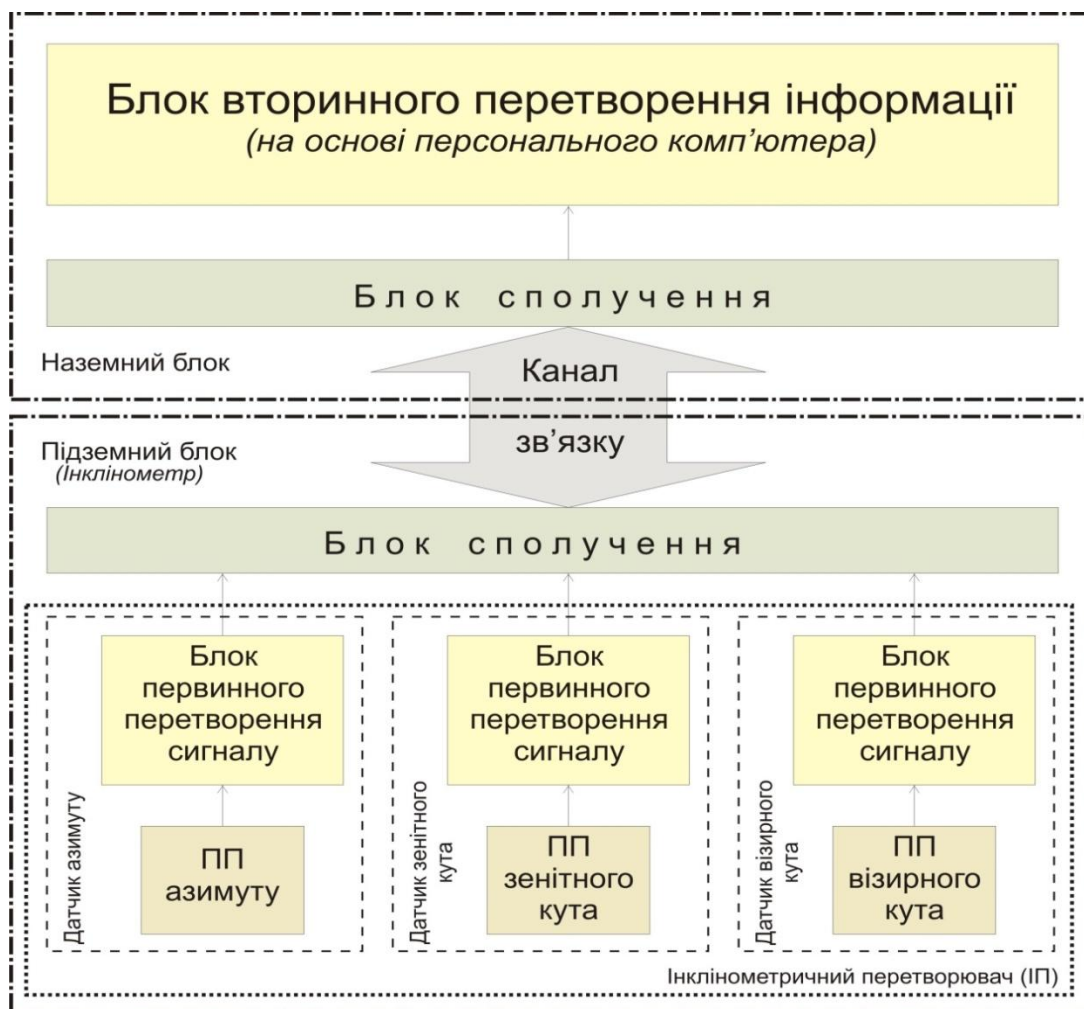 Блок вторинного перетворення інформації
(на основі персонального комп’ютера)
Блок сполучення
Наземний блок
Канал
зв’язку
Підземний блок
(Інклінометр)
Блок сполучення
Датчик азимуту
Блок
первинного
перетворення
сигналу
ПП
азимуту
Датчик зенітного
кута
Блок
первинного
перетворення
сигналу
ПП
зенітного
кута
Датчик візирного
кута
Блок
первинного
перетворення
сигналу
ПП
візирного
кута
Інклінометричний перетворювач (ІП)